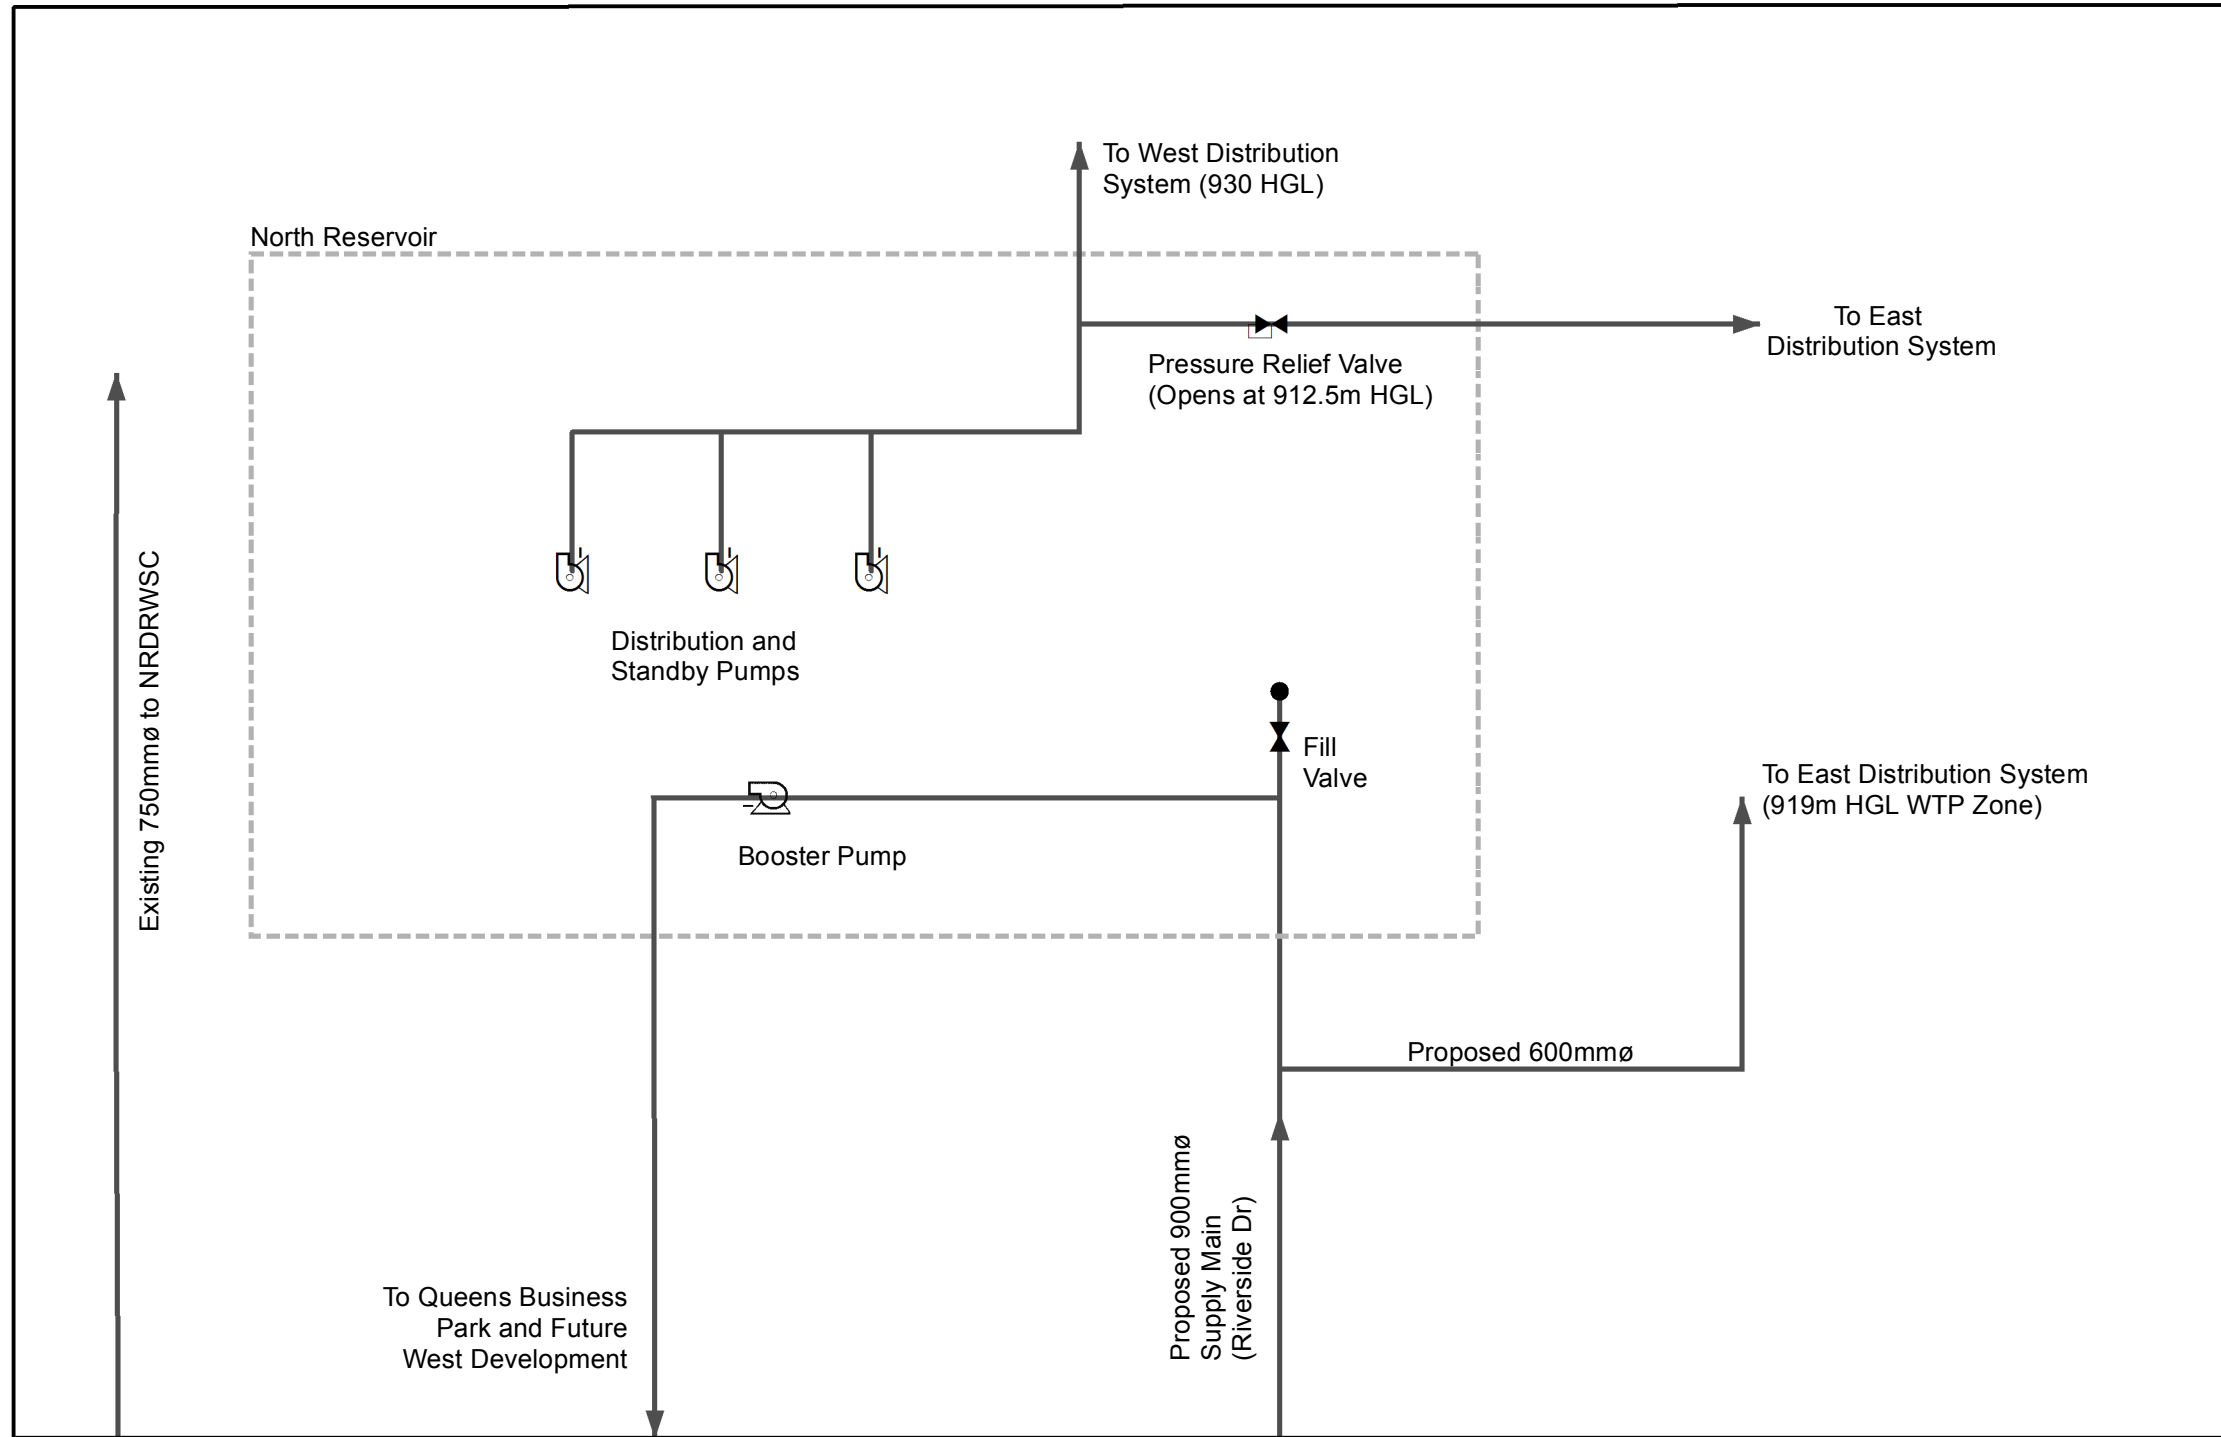 To West Distribution
System (930 HGL)
North Reservoir
To East
Distribution System
Pressure Relief Valve
(Opens at 912.5m HGL)
Existing 750mmø to NRDRWSC
Distribution and
Standby Pumps
Fill
Valve
To East Distribution System
(919m HGL WTP Zone)
Booster Pump
Proposed 600mmø
Proposed 900mmø
Supply Main
(Riverside Dr)
To Queens Business
Park and Future
West Development